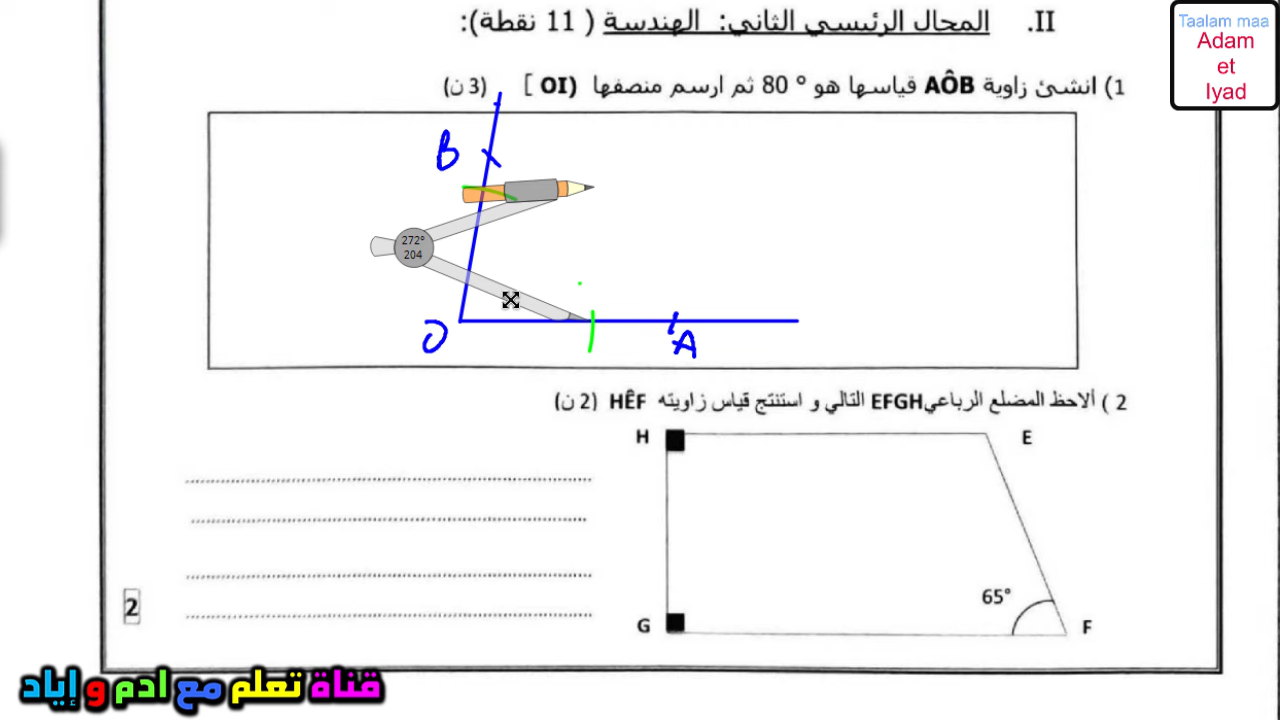 Taalam maa
Adam
et
Iyad
II. المجال الرئيسي الثاني: الهندسة ( 11 نقطة):
1) انشئ زاوية AÔB قياسها هو ° 80 ثم ارسم منصفها [ OI) (3 ن)
B
272°
204
O
A
2 ) ألاحظ المضلع الرباعي EFGH التالي و استنتج قياس زاويته HÊF (2 ن)
H
E
65°
G
F
2
قناة تعلم مع ادم و إياد